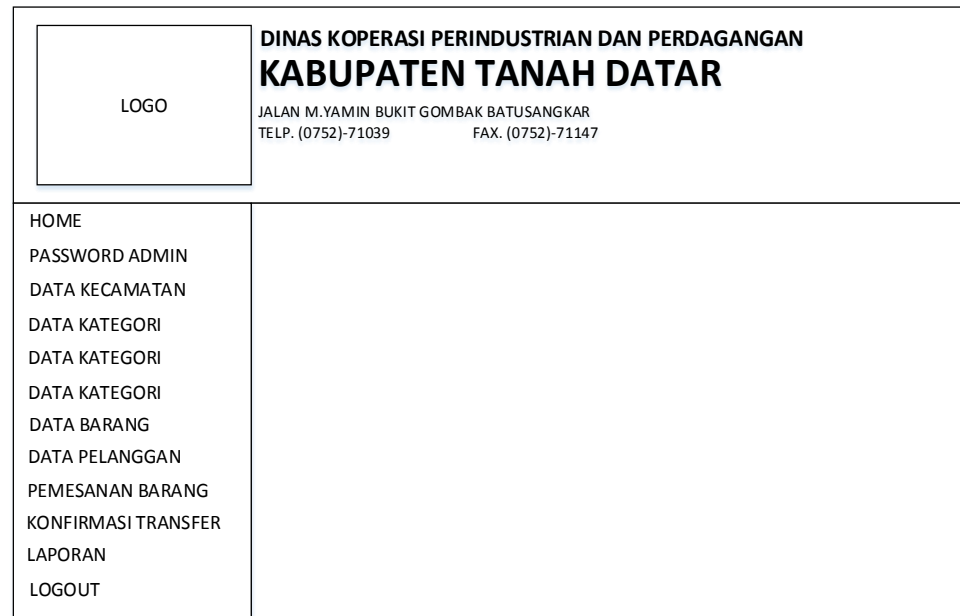 LOGO
DINAS KOPERASI PERINDUSTRIAN DAN PERDAGANGAN
KABUPATEN TANAH DATAR
JALAN M.YAMIN BUKIT GOMBAK BATUSANGKAR
TELP. (0752)-71039 FAX. (0752)-71147
HOME
PASSWORD ADMIN
DATA KECAMATAN
DATA KATEGORI
DATA KATEGORI
DATA KATEGORI
DATA BARANG
DATA PELANGGAN
PEMESANAN BARANG
KONFIRMASI TRANSFER
LAPORAN
LOGOUT